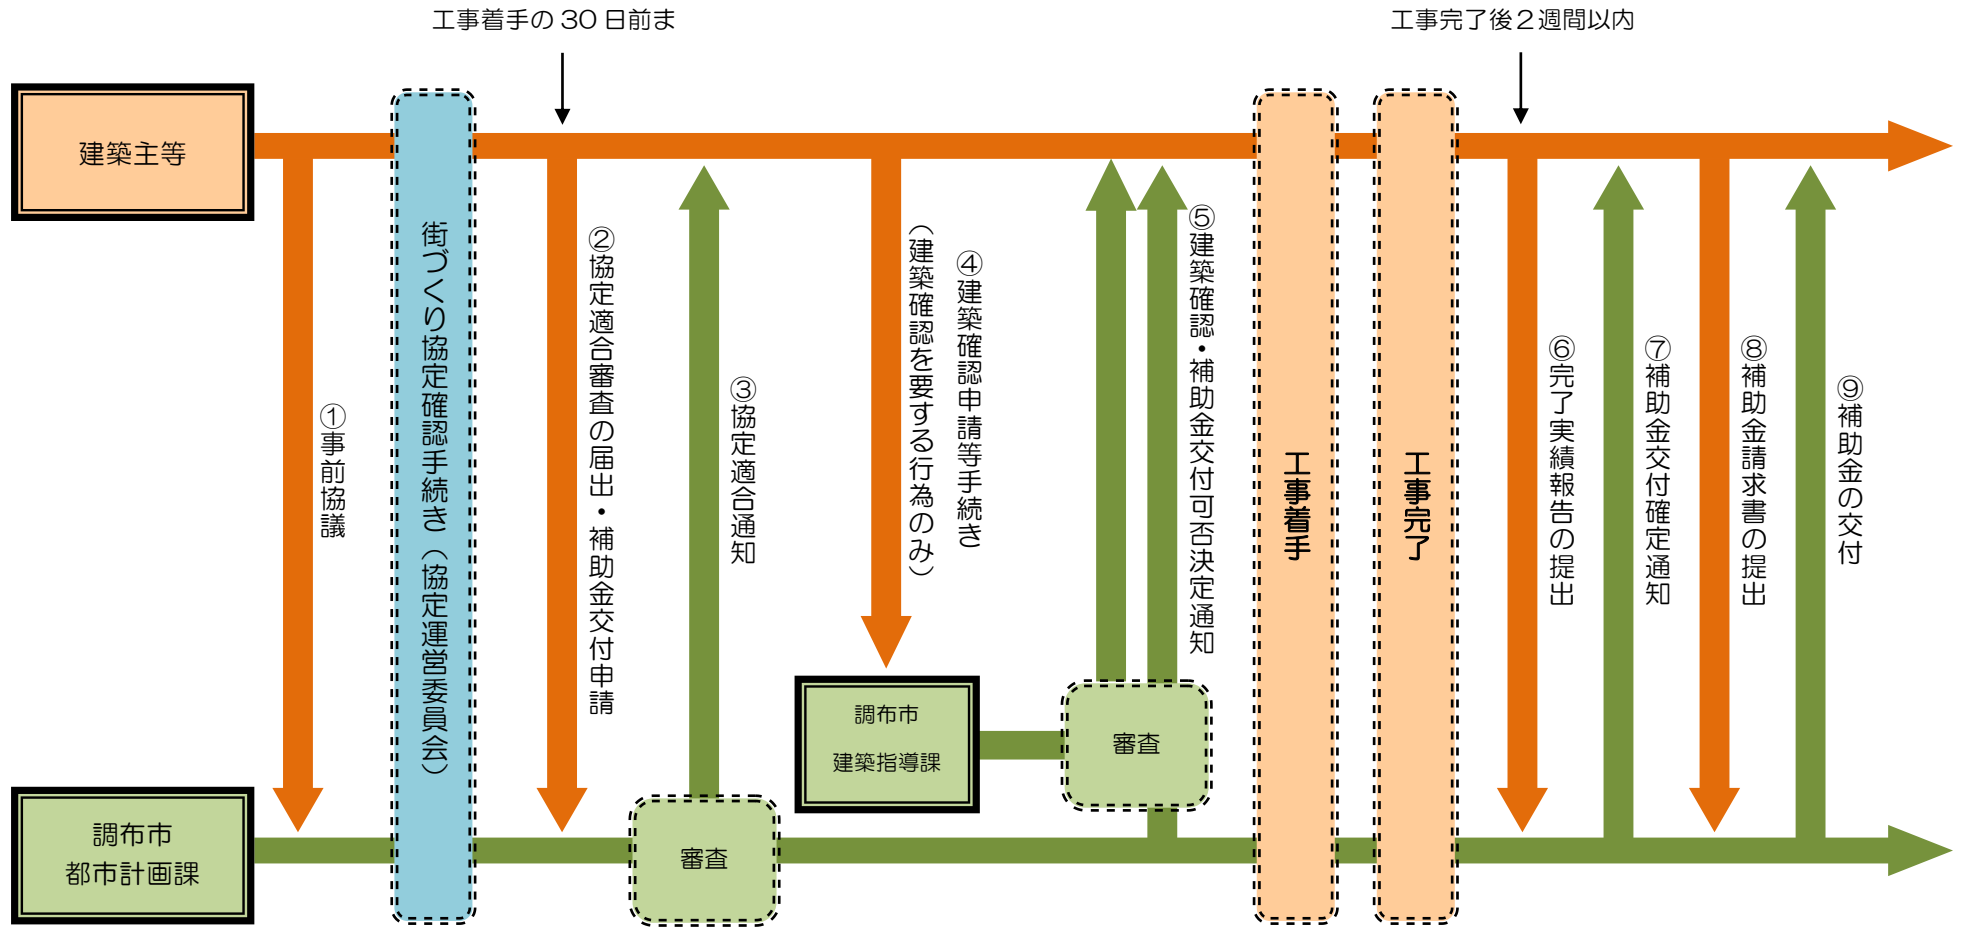 工事着手の 30 日前ま
工事完了後2週間以内
建築主等
①事前協議
街づくり協定確認手続き（協定運営委員会）
②協定適合審査の届出・補助金交付申請
③協定適合通知
④建築確認申請等手続き
（建築確認を要する行為のみ）
⑤建築確認・補助金交付可否決定通知
工事着手
工事完了
⑥完了実績報告の提出
⑦補助金交付確定通知
⑧補助金請求書の提出
⑨補助金の交付
調布市
建築指導課
審査
調布市
都市計画課
審査